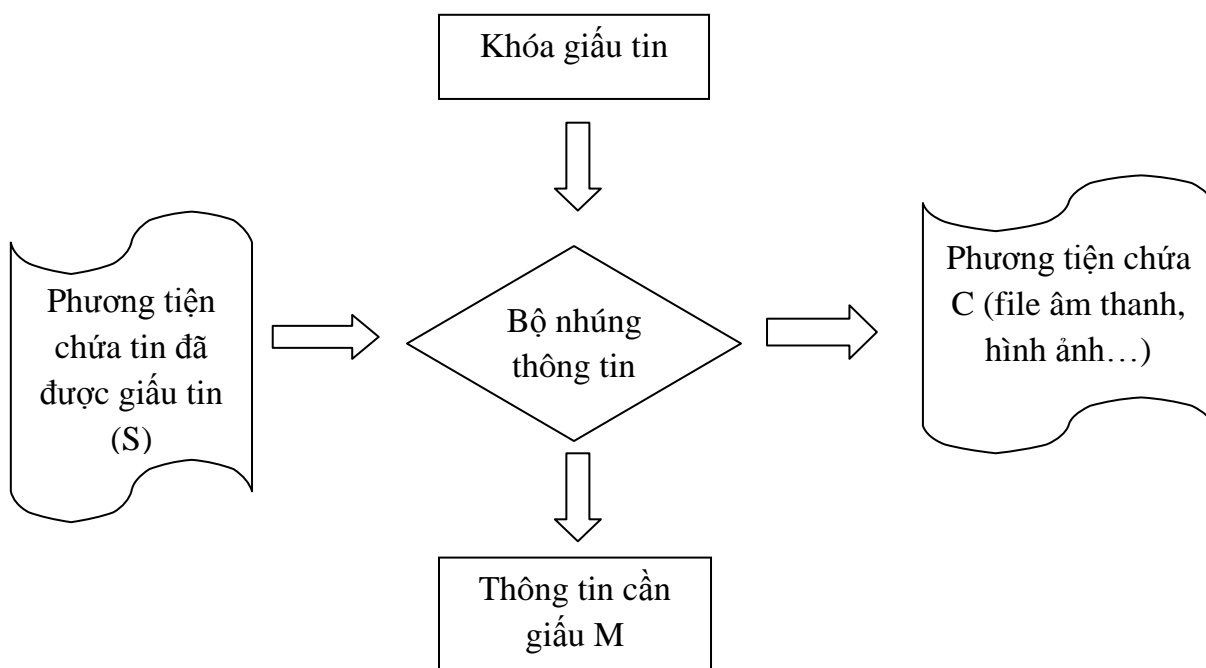 Khóa giấu tin
Phương tiện
chứa tin đã
được giấu tin
(S)
Bộ nhúng
thông tin
Phương tiện chứa
C (file âm thanh,
hình ảnh…)
Thông tin cần
giấu M